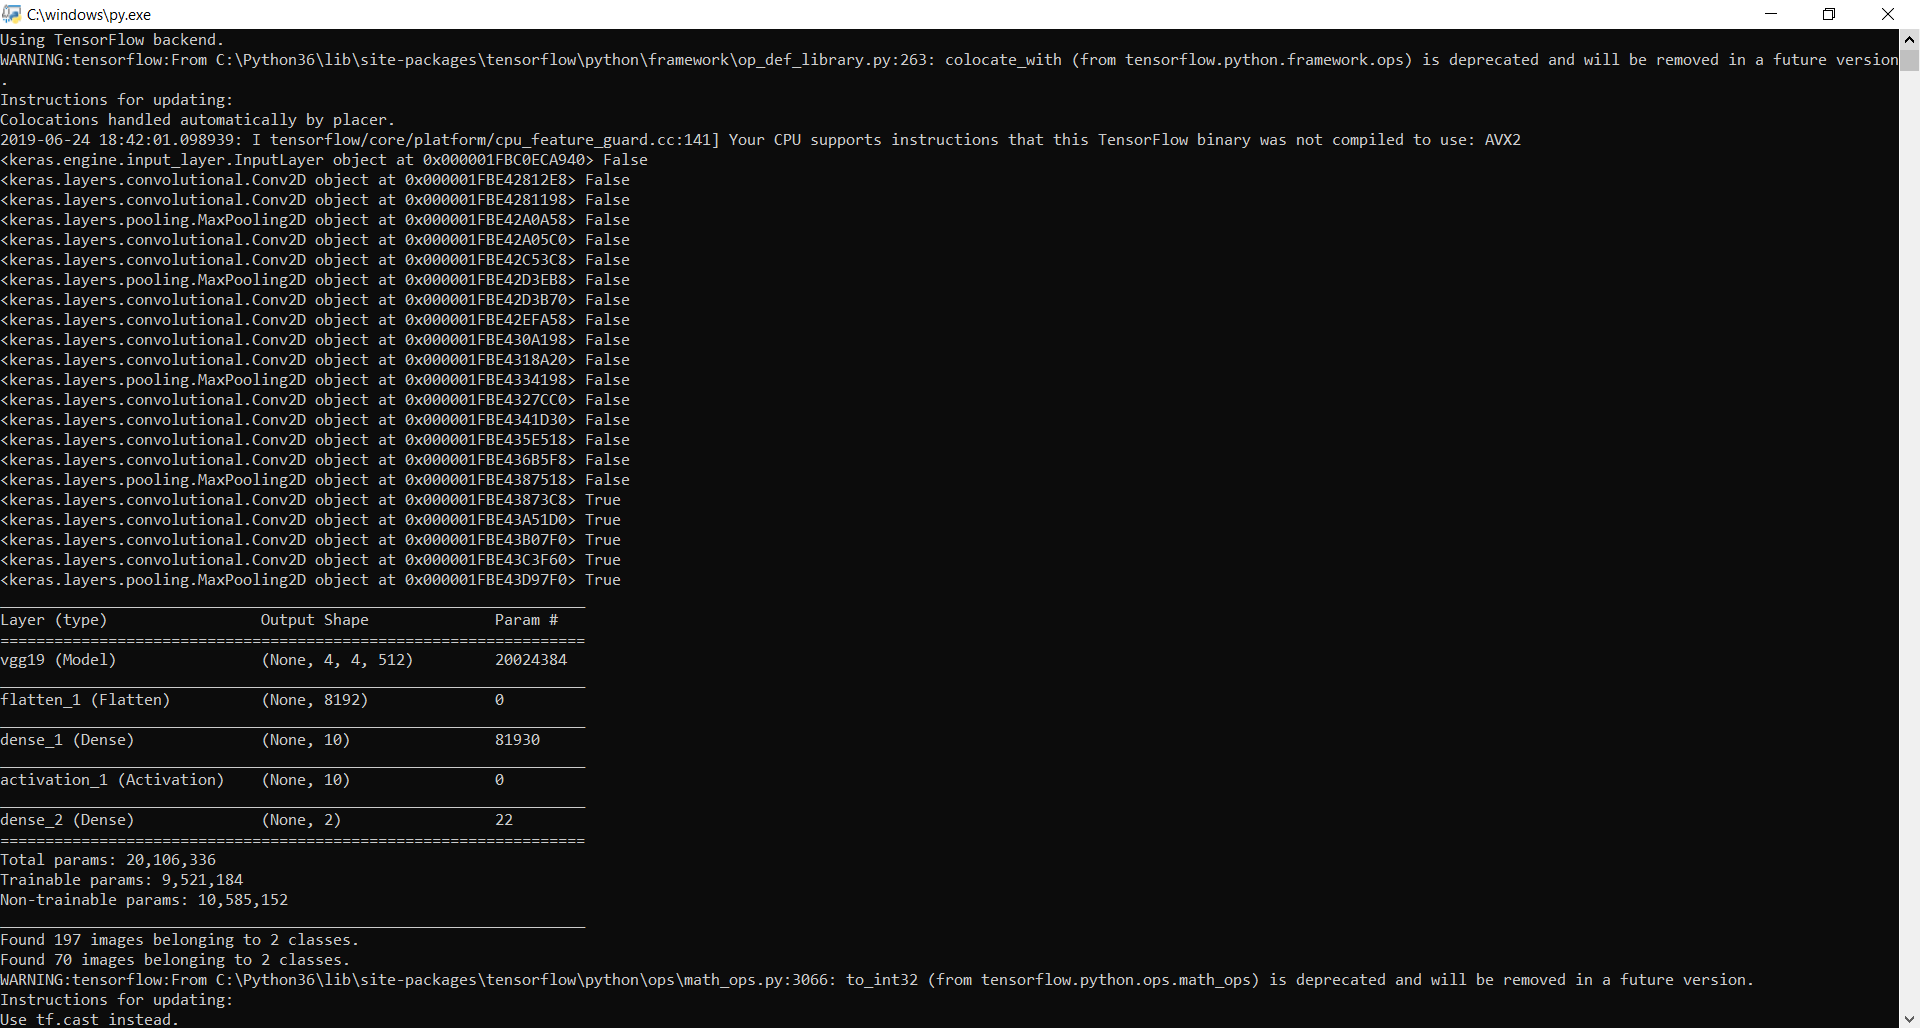 C:\windows\py.exe
Using TensorFlow backend.
WARNING:tensorflow:From C:\Python36\lib\site-packages\tensorflow\python\framework\op_def_library.py:263: colocate_with (from tensorflow.python.framework.ops) is deprecated and will be removed in a future version
.
Instructions for updating:
Colocations handled automatically by placer.
2019-06-24 18:42:01.098939: I tensorflow/core/platform/cpu_feature_guard.cc:141] Your CPU supports instructions that this TensorFlow binary was not compiled to use: AVX2
<keras.engine.input_layer.InputLayer object at 0x000001FBC0ECA940> False
<keras.layers.convolutional.Conv2D object at 0x000001FBE42812E8> False
<keras.layers.convolutional.Conv2D object at 0x000001FBE4281198> False
<keras.layers.pooling.MaxPooling2D object at 0x000001FBE42A0A58> False
<keras.layers.convolutional.Conv2D object at 0x000001FBE42A05C0> False
<keras.layers.convolutional.Conv2D object at 0x000001FBE42C53C8> False
<keras.layers.pooling.MaxPooling2D object at 0x000001FBE42D3EB8> False
<keras.layers.convolutional.Conv2D object at 0x000001FBE42D3B70> False
<keras.layers.convolutional.Conv2D object at 0x000001FBE42EFA58> False
<keras.layers.convolutional.Conv2D object at 0x000001FBE430A198> False
<keras.layers.convolutional.Conv2D object at 0x000001FBE4318A20> False
<keras.layers.pooling.MaxPooling2D object at 0x000001FBE4334198> False
<keras.layers.convolutional.Conv2D object at 0x000001FBE4327CC0> False
<keras.layers.convolutional.Conv2D object at 0x000001FBE4341D30> False
<keras.layers.convolutional.Conv2D object at 0x000001FBE435E518> False
<keras.layers.convolutional.Conv2D object at 0x000001FBE436B5F8> False
<keras.layers.pooling.MaxPooling2D object at 0x000001FBE4387518> False
<keras.layers.convolutional.Conv2D object at 0x000001FBE43873C8> True
<keras.layers.convolutional.Conv2D object at 0x000001FBE43A51D0> True
<keras.layers.convolutional.Conv2D object at 0x000001FBE43B07F0> True
<keras.layers.convolutional.Conv2D object at 0x000001FBE43C3F60> True
<keras.layers.pooling.MaxPooling2D object at 0x000001FBE43D97F0> True
_________________________________________________________________
Layer (type)                 Output Shape              Param #
=================================================================
vgg19 (Model)                (None, 4, 4, 512)         20024384
_________________________________________________________________
flatten_1 (Flatten)          (None, 8192)              0
_________________________________________________________________
dense_1 (Dense)              (None, 10)                81930
_________________________________________________________________
activation_1 (Activation)    (None, 10)                0
_________________________________________________________________
dense_2 (Dense)              (None, 2)                 22
=================================================================
Total params: 20,106,336
Trainable params: 9,521,184
Non-trainable params: 10,585,152
_________________________________________________________________
Found 197 images belonging to 2 classes.
Found 70 images belonging to 2 classes.
WARNING:tensorflow:From C:\Python36\lib\site-packages\tensorflow\python\ops\math_ops.py:3066: to_int32 (from tensorflow.python.ops.math_ops) is deprecated and will be removed in a future version.
Instructions for updating:
Use tf.cast instead.